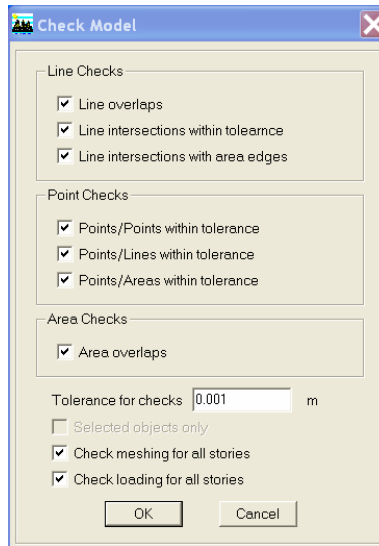 Check Model
Line Checks
Line overlaps
Line intersections within tolearnce
Line intersections with area edges
Point Checks
Points/Points within tolerance
Points/Lines within tolerance
Points/Areas within tolerance
Area Checks
Area overlaps
Tolerance for checks 0.001 m
Selected objects only
Check meshing for all stories
Check loading for all stories
OK Cancel